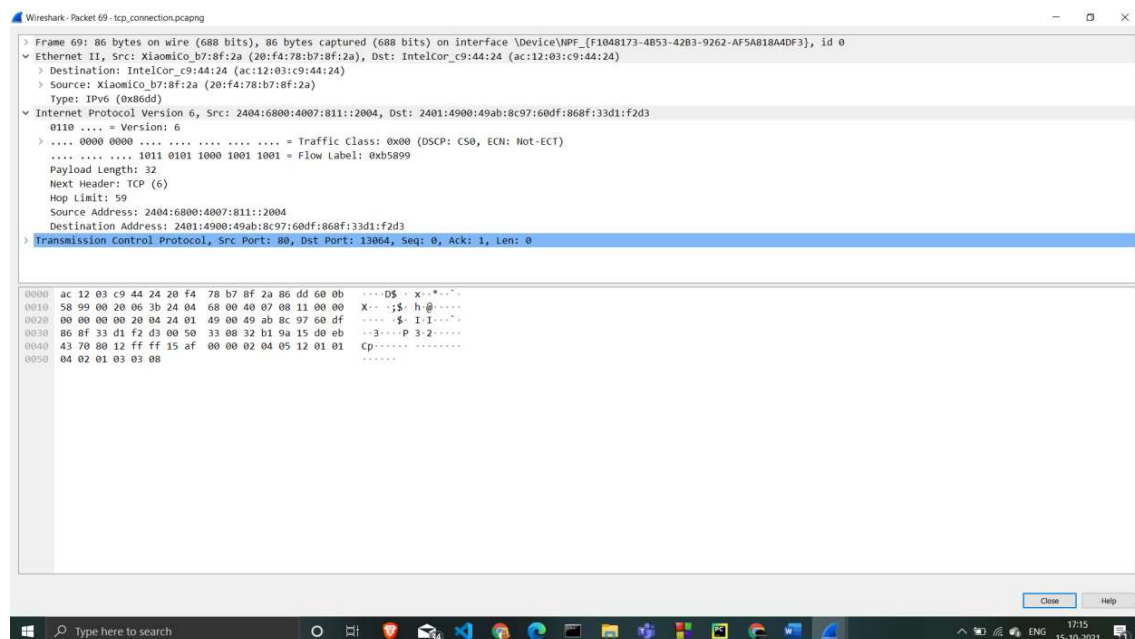 Wireshark · Packet 69 · tcp_connection.pcapng
> Frame 69: 86 bytes on wire (688 bits), 86 bytes captured (688 bits) on interface \Device\NPF_{F1048173-4B53-42B3-9262-AF5A818A4DF3}, id 0
Ethernet II, Src: XiaomiCo_b7:8f:2a (20:f4:78:b7:8f:2a), Dst: IntelCor_c9:44:24 (ac:12:03:c9:44:24)
> Destination: IntelCor_c9:44:24 (ac:12:03:c9:44:24)
> Source: XiaomiCo_b7:8f:2a (20:f4:78:b7:8f:2a)
Type: IPv6 (0x86dd)
Internet Protocol Version 6, Src: 2404:6800:4007:811::2004, Dst: 2401:4900:49ab:8c97:60df:868f:33d1:f2d3
0110 .... = Version: 6
> .... 0000 0000 .... .... .... .... .... = Traffic Class: 0x00 (DSCP: CS0, ECN: Not-ECT)
.... .... .... 1011 0101 1000 1001 1001 = Flow Label: 0xb5899
Payload Length: 32
Next Header: TCP (6)
Hop Limit: 59
Source Address: 2404:6800:4007:811::2004
Destination Address: 2401:4900:49ab:8c97:60df:868f:33d1:f2d3
> Transmission Control Protocol, Src Port: 80, Dst Port: 13064, Seq: 0, Ack: 1, Len: 0
0000 ac 12 03 c9 44 24 20 f4 78 b7 8f 2a 86 dd 60 0b ····D$ · x··*··`·
0010 58 99 00 20 06 3b 24 04 68 00 40 07 08 11 00 00 X·· ·;$· h·@·····
0020 00 00 00 00 20 04 24 01 49 00 49 ab 8c 97 60 df ···· ·$· I·I···`·
0030 86 8f 33 d1 f2 d3 00 50 33 08 32 b1 9a 15 d0 eb ··3····P 3·2·····
0040 43 70 80 12 ff ff 15 af 00 00 02 04 05 12 01 01 Cp······ ········
0050 04 02 01 03 03 08 ······
Close Help
Type here to search
ENG 17:15
15-10-2021